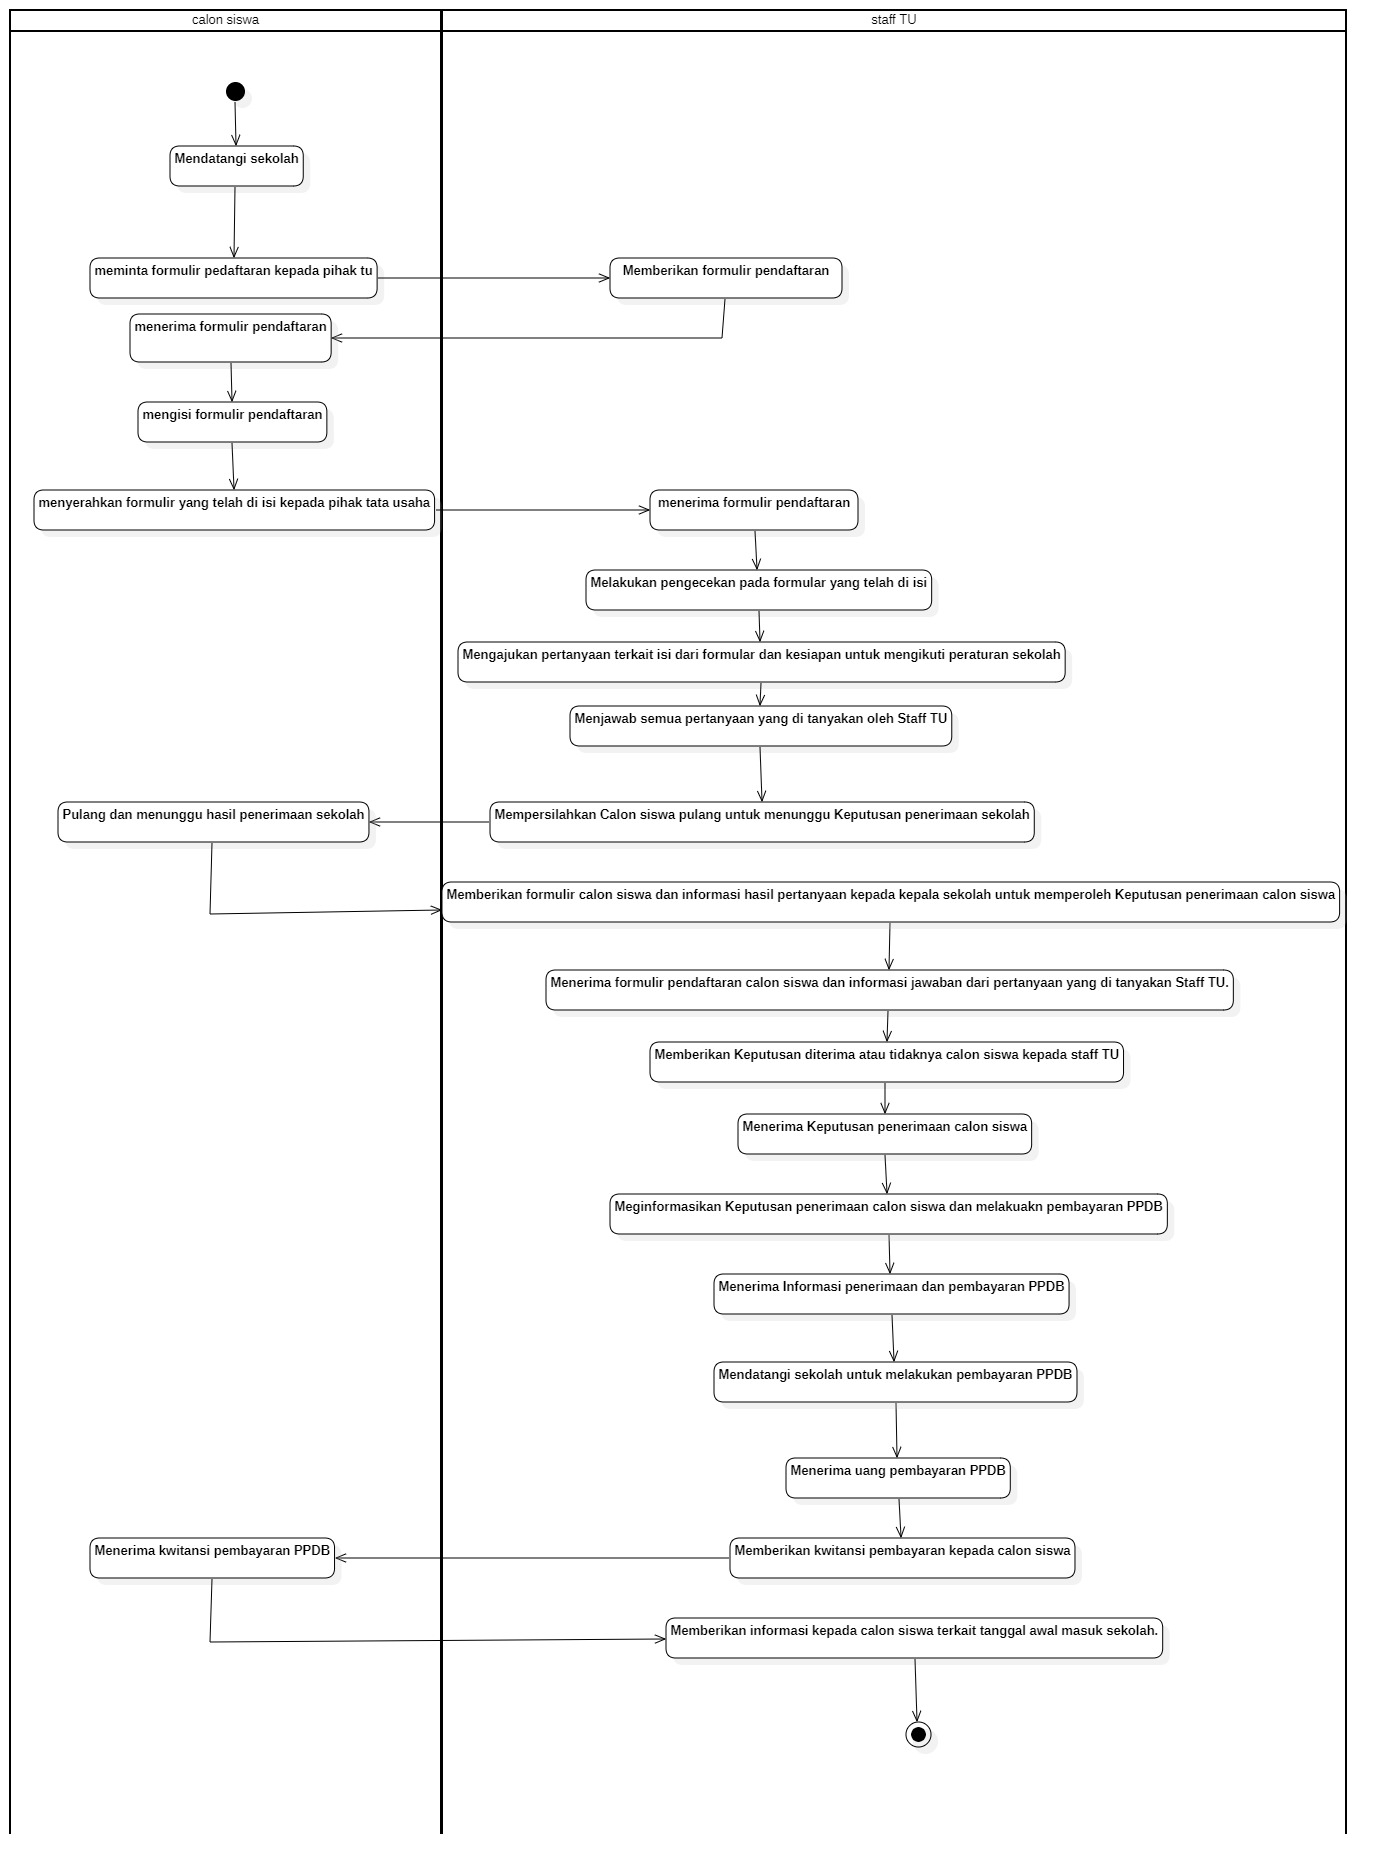 calon siswa
staff TU
Mendatangi sekolah
meminta formulir pedaftaran kepada pihak tu
Memberikan formulir pendaftaran
menerima formulir pendaftaran
mengisi formulir pendaftaran
menyerahkan formulir yang telah di isi kepada pihak tata usaha
menerima formulir pendaftaran
Melakukan pengecekan pada formular yang telah di isi
Mengajukan pertanyaan terkait isi dari formular dan kesiapan untuk mengikuti peraturan sekolah
Menjawab semua pertanyaan yang di tanyakan oleh Staff TU
Pulang dan menunggu hasil penerimaan sekolah
Mempersilahkan Calon siswa pulang untuk menunggu Keputusan penerimaan sekolah
Memberikan formulir calon siswa dan informasi hasil pertanyaan kepada kepala sekolah untuk memperoleh Keputusan penerimaan calon siswa
Menerima formulir pendaftaran calon siswa dan informasi jawaban dari pertanyaan yang di tanyakan Staff TU.
Memberikan Keputusan diterima atau tidaknya calon siswa kepada staff TU
Menerima Keputusan penerimaan calon siswa
Meginformasikan Keputusan penerimaan calon siswa dan melakuakn pembayaran PPDB
Menerima Informasi penerimaan dan pembayaran PPDB
Mendatangi sekolah untuk melakukan pembayaran PPDB
Menerima uang pembayaran PPDB
Menerima kwitansi pembayaran PPDB
Memberikan kwitansi pembayaran kepada calon siswa
Memberikan informasi kepada calon siswa terkait tanggal awal masuk sekolah.